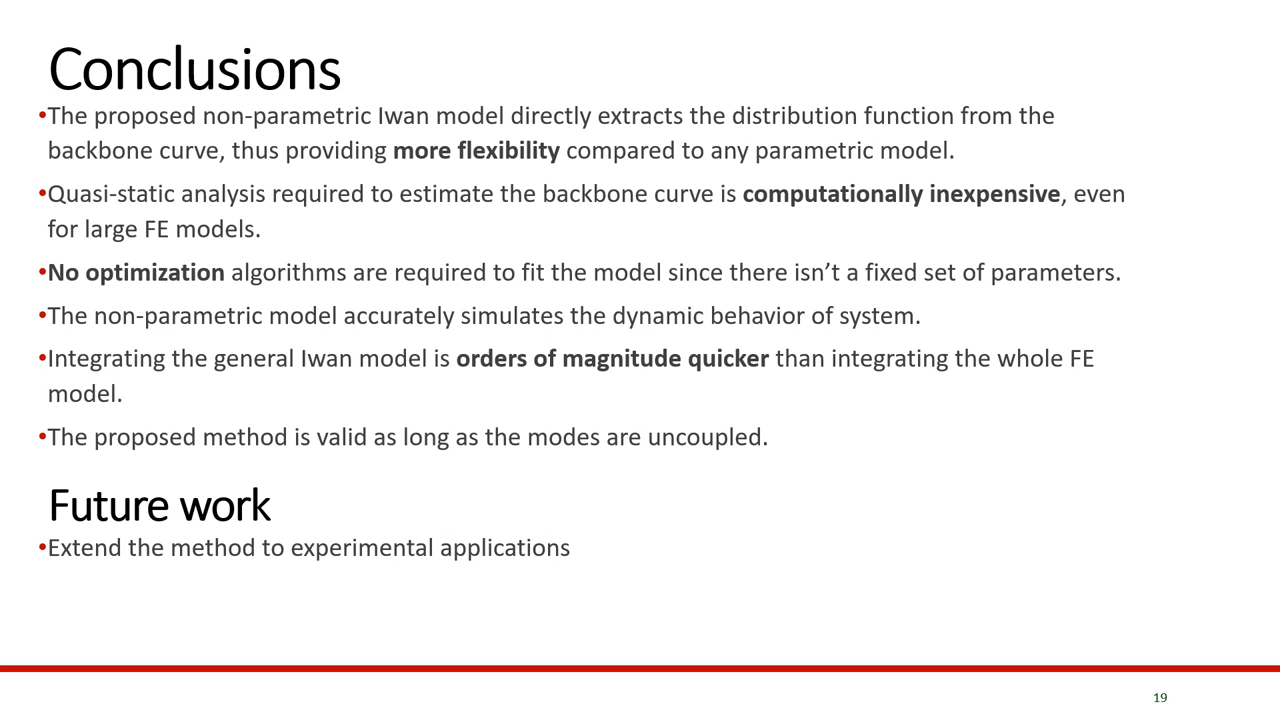 Conclusions
•The proposed non-parametric Iwan model directly extracts the distribution function from the
backbone curve, thus providing more flexibility compared to any parametric model.
•Quasi-static analysis required to estimate the backbone curve is computationally inexpensive, even
for large FE models.
•No optimization algorithms are required to fit the model since there isn’t a fixed set of parameters.
•The non-parametric model accurately simulates the dynamic behavior of system.
•Integrating the general Iwan model is orders of magnitude quicker than integrating the whole FE
model.
•The proposed method is valid as long as the modes are uncoupled.
Future work
•Extend the method to experimental applications
19